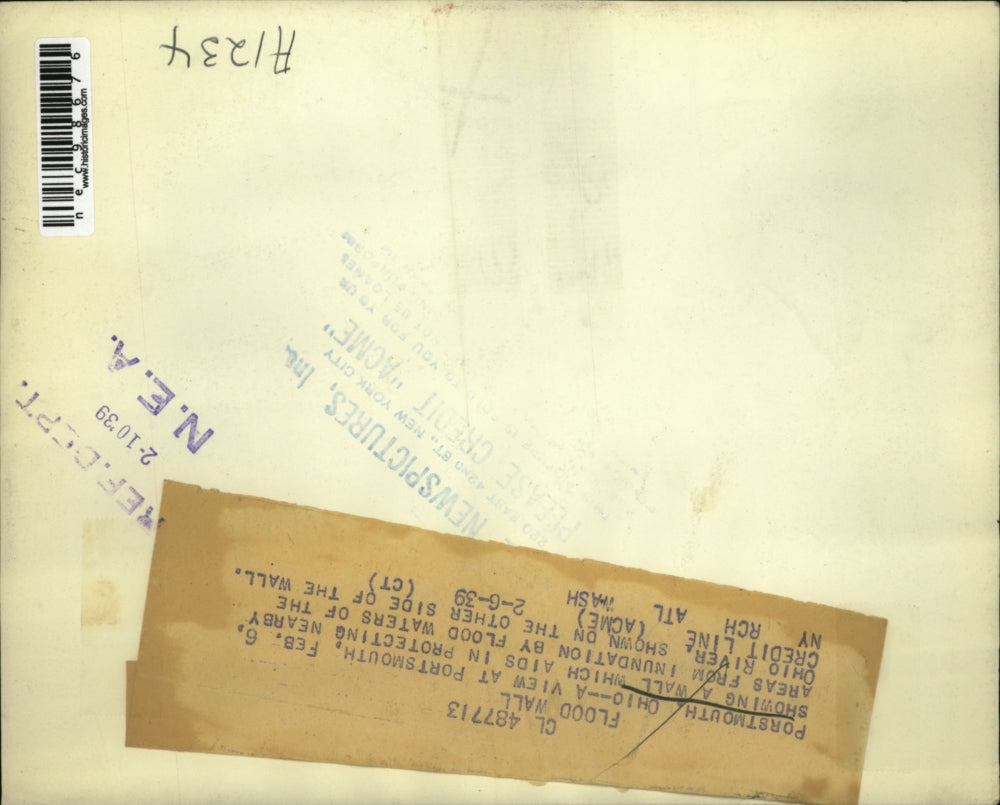 A1234
n e c 9 8 6 7 6
www.historicimages.com
N.E.A.
2-10-39
REF. DEPT.
NEWSPICTURES, Inc.
220 EAST 42ND ST., NEW YORK CITY
PLEASE CREDIT "ACME"
CL 487713
FLOOD WALL
PORSTMOUTH, OHIO--A VIEW AT PORTSMOUTH, FEB. 6,
SHOWING A WALL WHICH AIDS IN PROTECTING NEARBY
AREAS FROM INUNDATION BY FLOOD WATERS OF THE
OHIO RIVER, SHOWN ON THE OTHER SIDE OF THE WALL.
CREDIT LINE (ACME) 2-6-39 (CT)
NY RCH ATL WASH